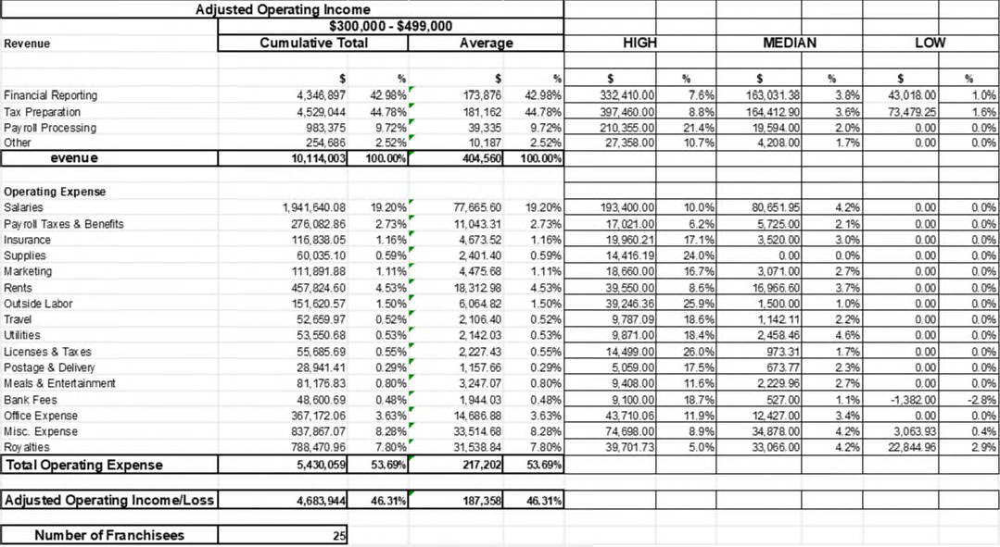 Adjusted Operating Income
$300,000 - $499,000
Revenue Cumulative Total Average HIGH MEDIAN LOW
$ % $ % $ % $ % $ %
Financial Reporting 4,346,897 42.98% 173,876 42.98% 332,410.00 7.6% 163,031.38 3.8% 43,018.00 1.0%
Tax Preparation 4,529,044 44.78% 181,162 44.78% 397,460.00 8.8% 164,412.90 3.6% 73,479.25 1.6%
Payroll Processing 983,375 9.72% 39,335 9.72% 210,355.00 21.4% 19,594.00 2.0% 0.00 0.0%
Other 254,686 2.52% 10,187 2.52% 27,358.00 10.7% 4,208.00 1.7% 0.00 0.0%
evenue 10,114,003 100.00% 404,560 100.00%
Operating Expense
Salaries 1,941,640.08 19.20% 77,665.60 19.20% 193,400.00 10.0% 80,651.95 4.2% 0.00 0.0%
Payroll Taxes & Benefits 276,082.86 2.73% 11,043.31 2.73% 17,021.00 6.2% 5,725.00 2.1% 0.00 0.0%
Insurance 116,838.05 1.16% 4,673.52 1.16% 19,960.21 17.1% 3,520.00 3.0% 0.00 0.0%
Supplies 60,035.10 0.59% 2,401.40 0.59% 14,416.19 24.0% 0.00 0.0% 0.00 0.0%
Marketing 111,891.88 1.11% 4,475.68 1.11% 18,660.00 16.7% 3,071.00 2.7% 0.00 0.0%
Rents 457,824.60 4.53% 18,312.98 4.53% 39,550.00 8.6% 16,966.60 3.7% 0.00 0.0%
Outside Labor 151,620.57 1.50% 6,064.82 1.50% 39,246.36 25.9% 1,500.00 1.0% 0.00 0.0%
Travel 52,659.97 0.52% 2,106.40 0.52% 9,787.09 18.6% 1,142.11 2.2% 0.00 0.0%
Utilities 53,550.68 0.53% 2,142.03 0.53% 9,871.00 18.4% 2,458.46 4.6% 0.00 0.0%
Licenses & Taxes 55,685.69 0.55% 2,227.43 0.55% 14,499.00 26.0% 973.31 1.7% 0.00 0.0%
Postage & Delivery 28,941.41 0.29% 1,157.66 0.29% 5,059.00 17.5% 673.77 2.3% 0.00 0.0%
Meals & Entertainment 81,176.83 0.80% 3,247.07 0.80% 9,408.00 11.6% 2,229.96 2.7% 0.00 0.0%
Bank Fees 48,600.69 0.48% 1,944.03 0.48% 9,100.00 18.7% 527.00 1.1% -1,382.00 -2.8%
Office Expense 367,172.06 3.63% 14,686.88 3.63% 43,710.06 11.9% 12,427.00 3.4% 0.00 0.0%
Misc. Expense 837,867.07 8.28% 33,514.68 8.28% 74,698.00 8.9% 34,878.00 4.2% 3,063.93 0.4%
Royalties 788,470.96 7.80% 31,538.84 7.80% 39,701.73 5.0% 33,066.00 4.2% 22,844.96 2.9%
Total Operating Expense 5,430,059 53.69% 217,202 53.69%
Adjusted Operating Income/Loss 4,683,944 46.31% 187,358 46.31%
Number of Franchisees 25